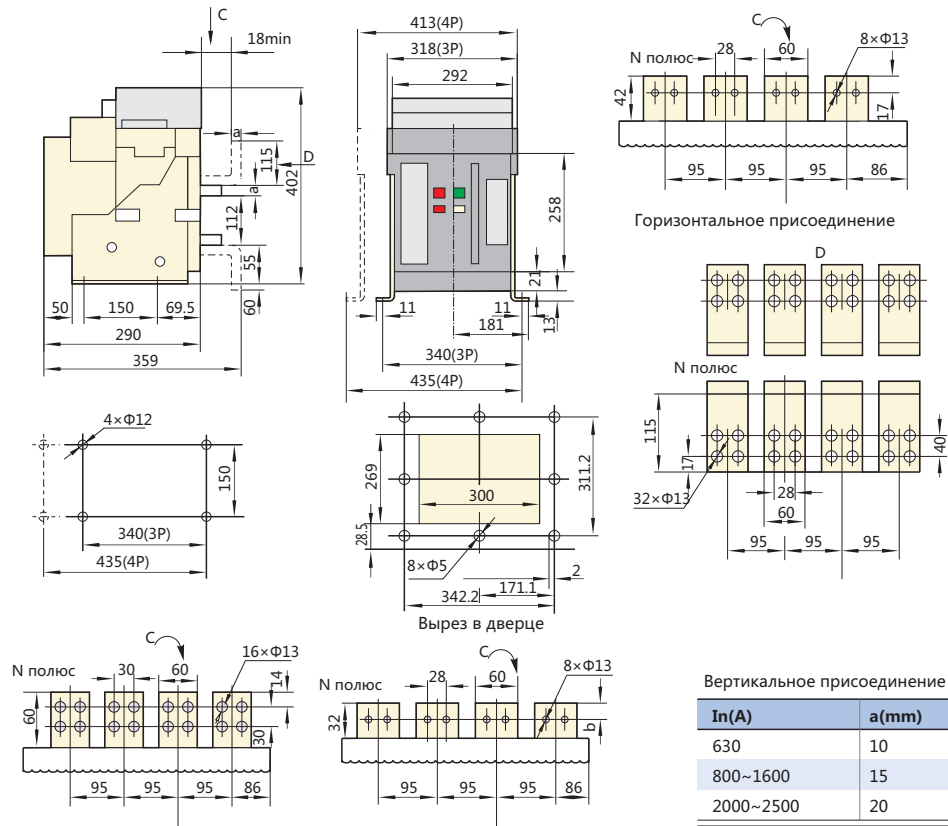 C
18min
a
115
D
402
a
112
55
60
50
150
69.5
290
359
413(4P)
318(3P)
292
258
21
11
11
13
181
340(3P)
435(4P)
C
N полюс
28
60
8×Φ13
42
17
95
95
95
86
Горизонтальное присоединение
D
N полюс
115
17
40
32×Φ13
28
60
95
95
95
4×Φ12
150
340(3P)
435(4P)
269
300
311.2
28.5
8×Φ5
2
171.1
342.2
Вырез в дверце
C
N полюс
30
60
16×Φ13
14
60
30
95
95
95
86
C
N полюс
28
60
8×Φ13
32
b
95
95
95
86
Вертикальное присоединение
In(A) a(mm)
630 10
800~1600 15
2000~2500 20